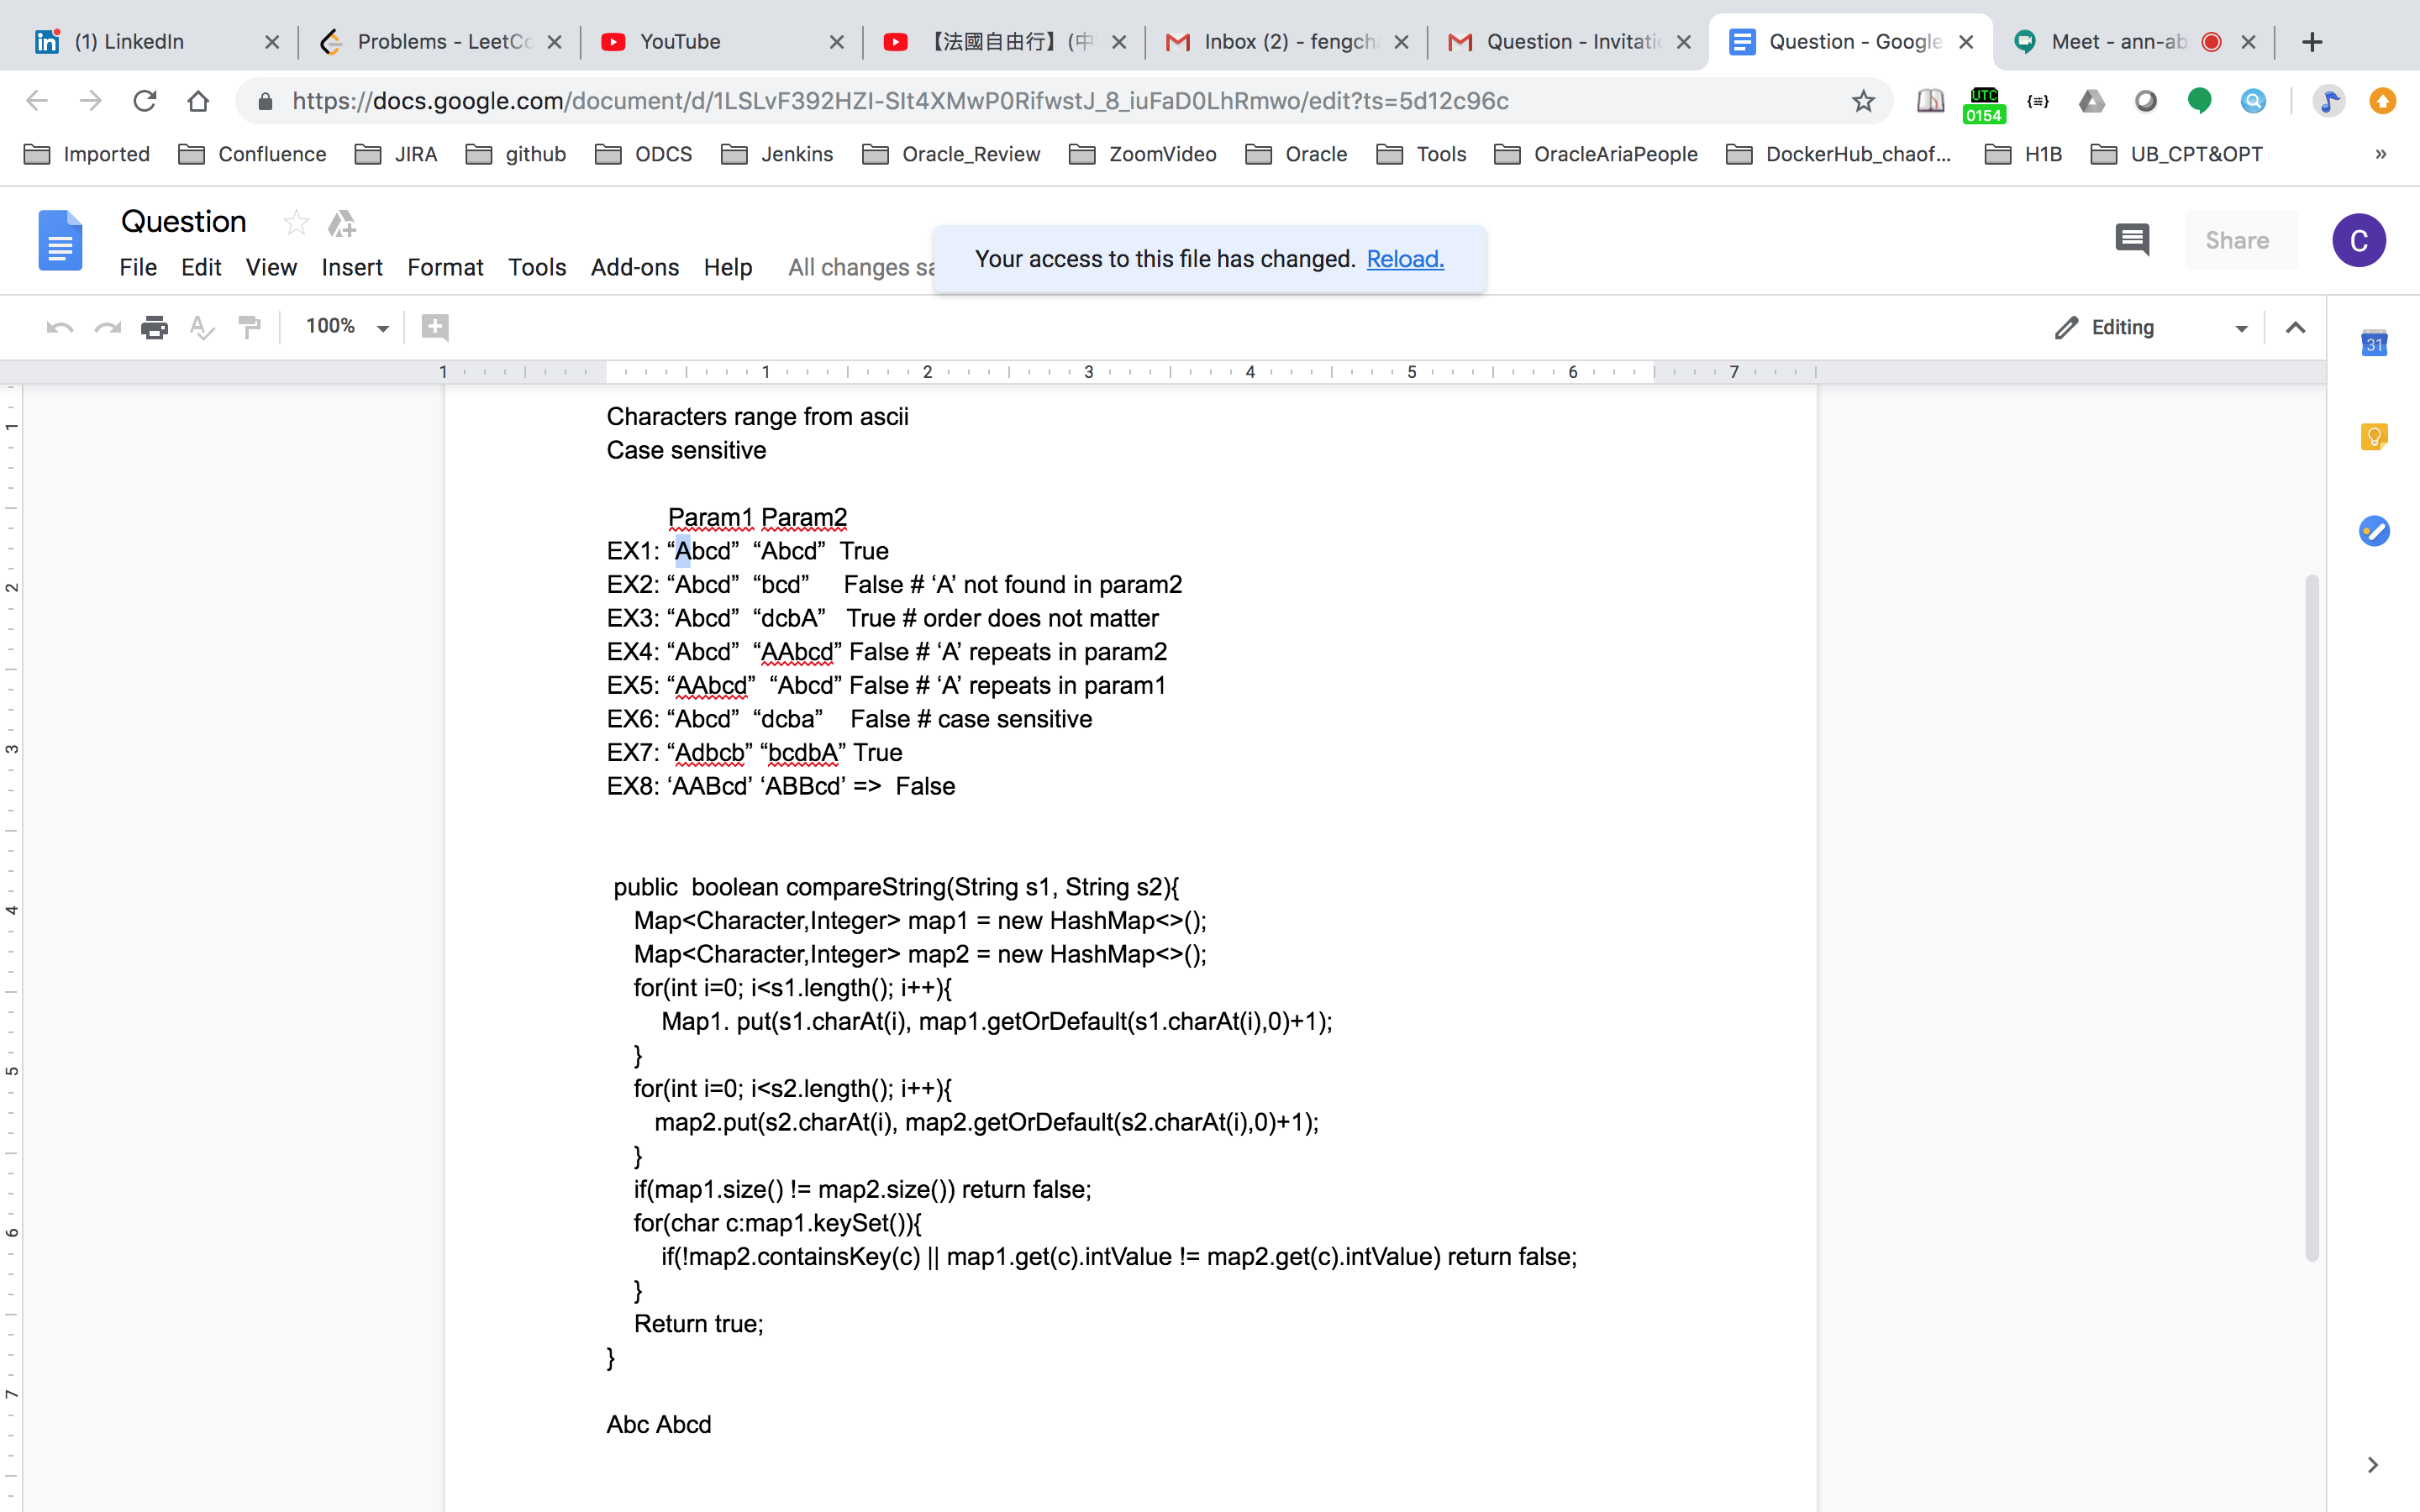 (1) LinkedIn
Problems - LeetCo
YouTube
【法國自由行】(中
Inbox (2) - fengch
Question - Invitati
Question - Google
Meet - ann-ab
https://docs.google.com/document/d/1LSLvF392HZI-SIt4XMwP0RifwstJ_8_iuFaD0LhRmwo/edit?ts=5d12c96c
UTC
0154
Imported
Confluence
JIRA
github
ODCS
Jenkins
Oracle_Review
ZoomVideo
Oracle
Tools
OracleAriaPeople
DockerHub_chaof...
H1B
UB_CPT&OPT
»
Question
File Edit View Insert Format Tools Add-ons Help All changes sa
Your access to this file has changed. Reload.
Share
C
100%
Editing
31
1 1 2 3 4 5 6 7
1
2
3
4
5
6
7
Characters range from ascii
Case sensitive
Param1 Param2
EX1: “Abcd” “Abcd” True
EX2: “Abcd” “bcd” False # ‘A’ not found in param2
EX3: “Abcd” “dcbA” True # order does not matter
EX4: “Abcd” “AAbcd” False # ‘A’ repeats in param2
EX5: “AAbcd” “Abcd” False # ‘A’ repeats in param1
EX6: “Abcd” “dcba” False # case sensitive
EX7: “Adbcb” “bcdbA” True
EX8: ‘AABcd’ ‘ABBcd’ => False
public boolean compareString(String s1, String s2){
Map<Character,Integer> map1 = new HashMap<>();
Map<Character,Integer> map2 = new HashMap<>();
for(int i=0; i<s1.length(); i++){
Map1. put(s1.charAt(i), map1.getOrDefault(s1.charAt(i),0)+1);
}
for(int i=0; i<s2.length(); i++){
map2.put(s2.charAt(i), map2.getOrDefault(s2.charAt(i),0)+1);
}
if(map1.size() != map2.size()) return false;
for(char c:map1.keySet()){
if(!map2.containsKey(c) || map1.get(c).intValue != map2.get(c).intValue) return false;
}
Return true;
}
Abc Abcd